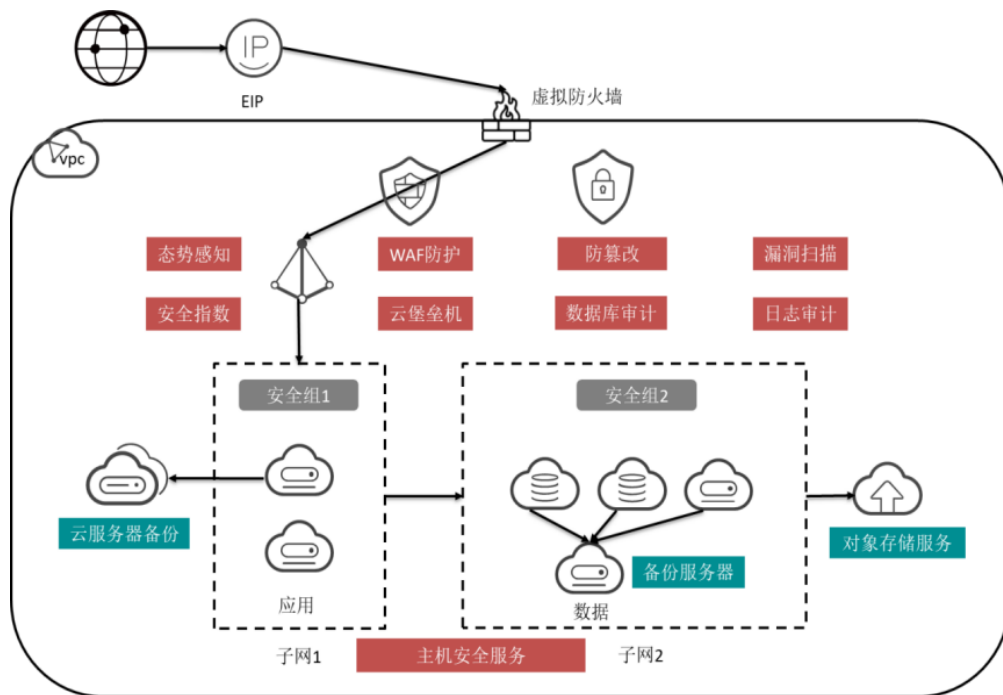 IP
EIP
虚拟防火墙
vpc
态势感知
WAF防护
防篡改
漏洞扫描
安全指数
云堡垒机
数据库审计
日志审计
安全组1
安全组2
云服务器备份
备份服务器
对象存储服务
应用
数据
子网1
主机安全服务
子网2